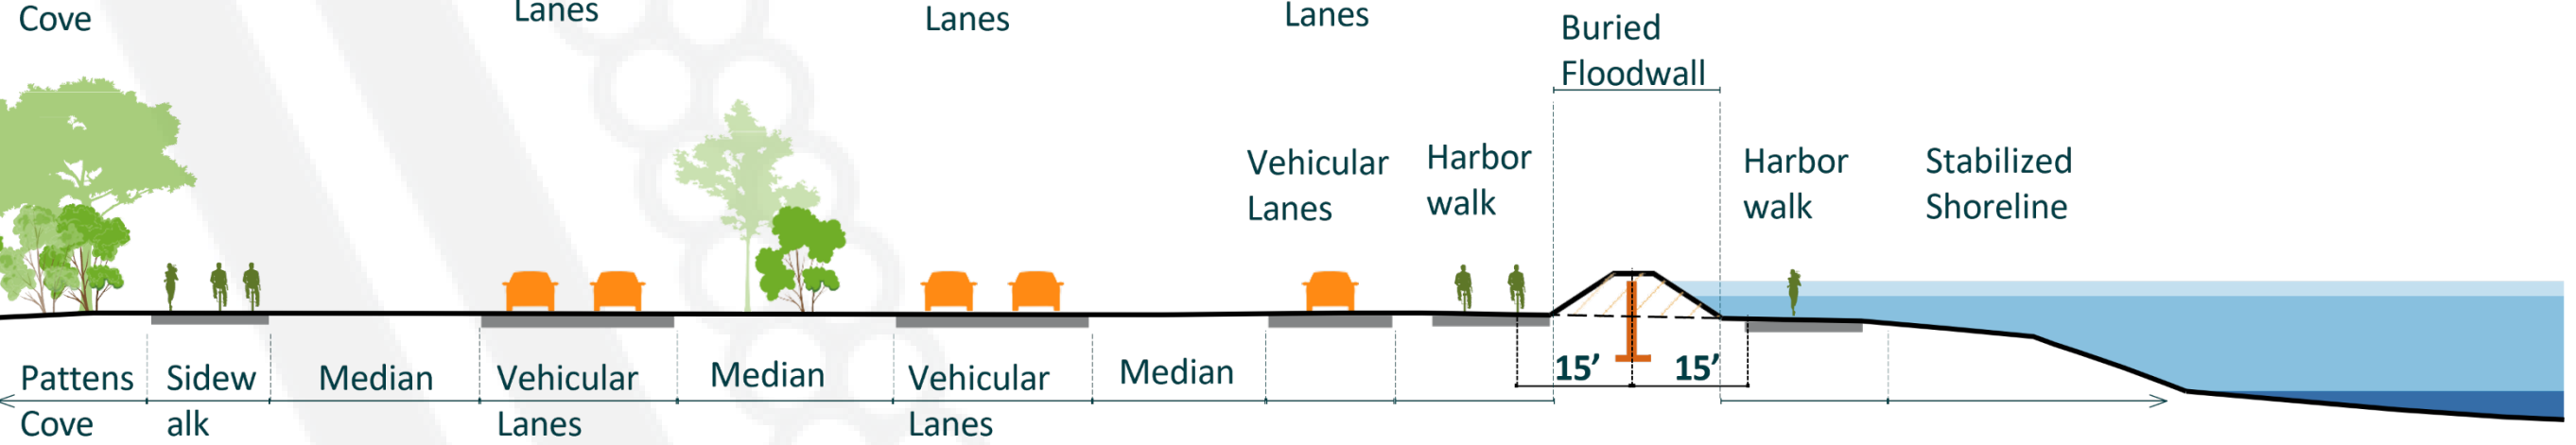 Cove
Lanes
Lanes
Lanes
Buried
Floodwall
Vehicular
Lanes
Harbor
walk
Harbor
walk
Stabilized
Shoreline
15’
15’
Pattens
Cove
Sidew
alk
Median
Vehicular
Lanes
Median
Vehicular
Lanes
Median